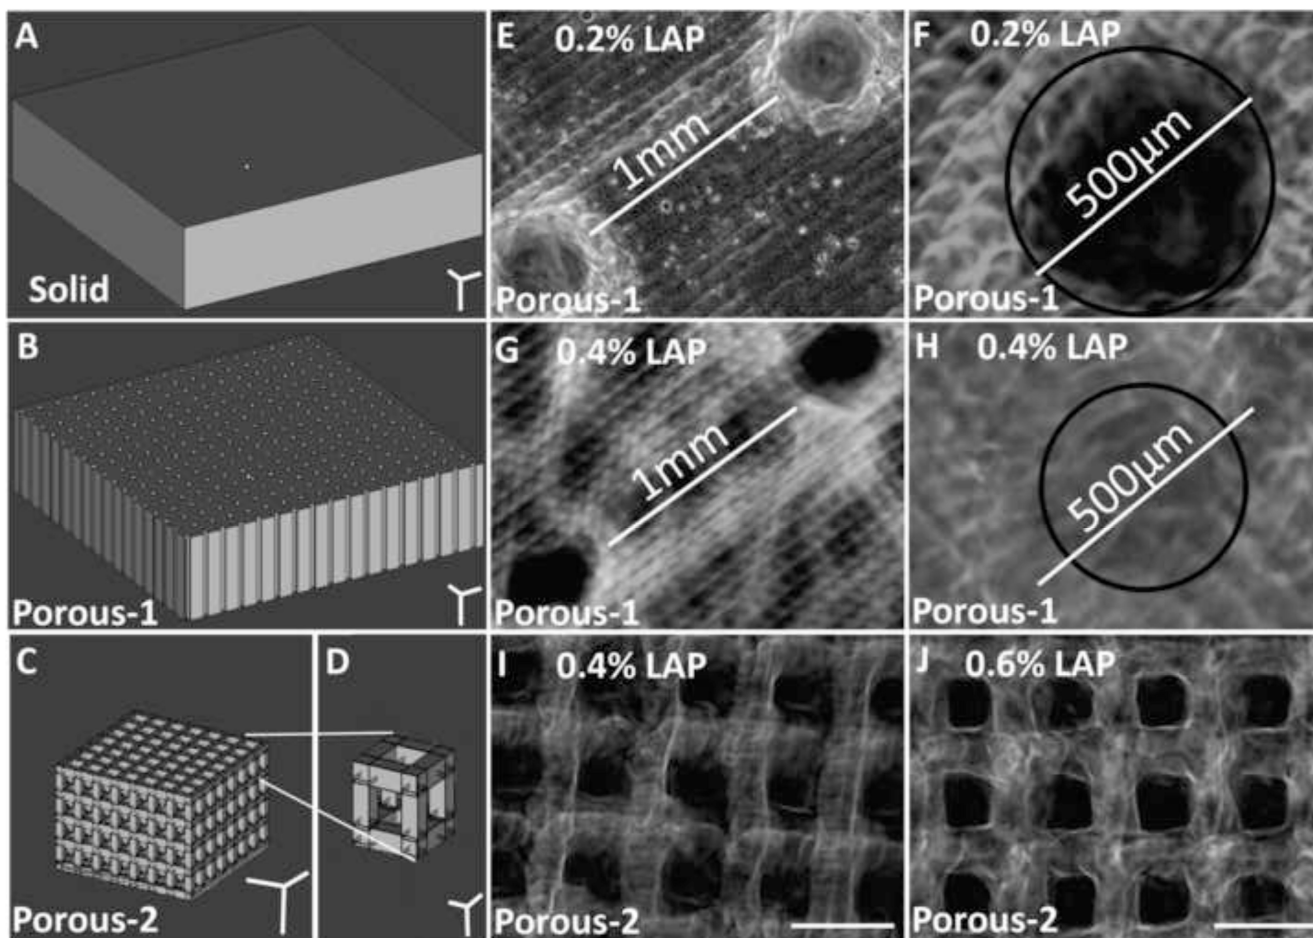 A
Solid
B
Porous-1
C
Porous-2
D
E 0.2% LAP
1mm
Porous-1
F 0.2% LAP
500µm
Porous-1
G 0.4% LAP
1mm
Porous-1
H 0.4% LAP
500µm
Porous-1
I 0.4% LAP
Porous-2
J 0.6% LAP
Porous-2